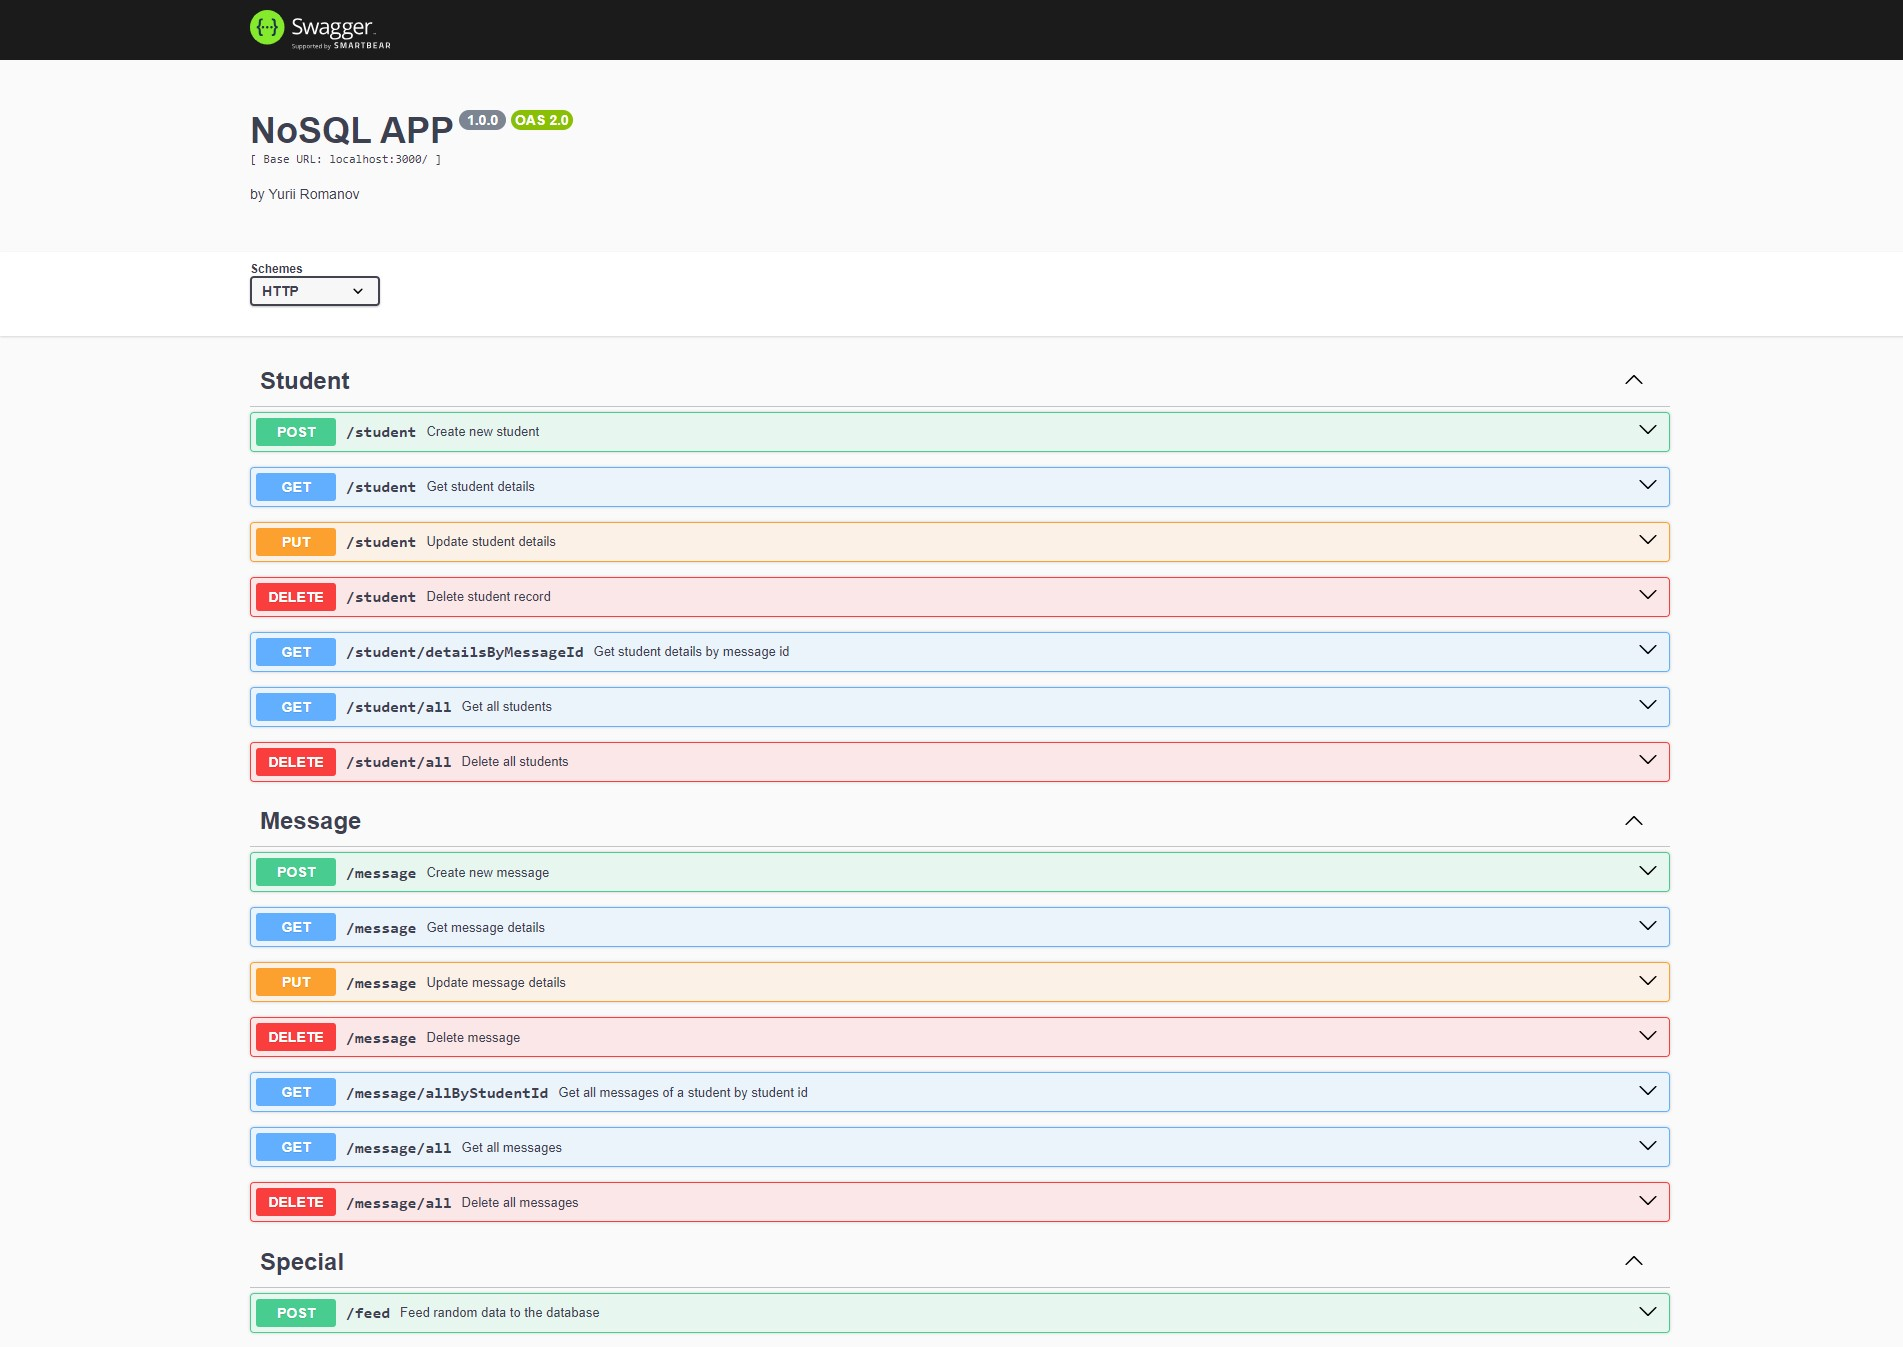 Swagger
Supported by SMARTBEAR
NoSQL APP 1.0.0 OAS 2.0
[ Base URL: localhost:3000/ ]
by Yurii Romanov
Schemes
HTTP
Student
POST /student Create new student
GET /student Get student details
PUT /student Update student details
DELETE /student Delete student record
GET /student/detailsByMessageId Get student details by message id
GET /student/all Get all students
DELETE /student/all Delete all students
Message
POST /message Create new message
GET /message Get message details
PUT /message Update message details
DELETE /message Delete message
GET /message/allByStudentId Get all messages of a student by student id
GET /message/all Get all messages
DELETE /message/all Delete all messages
Special
POST /feed Feed random data to the database